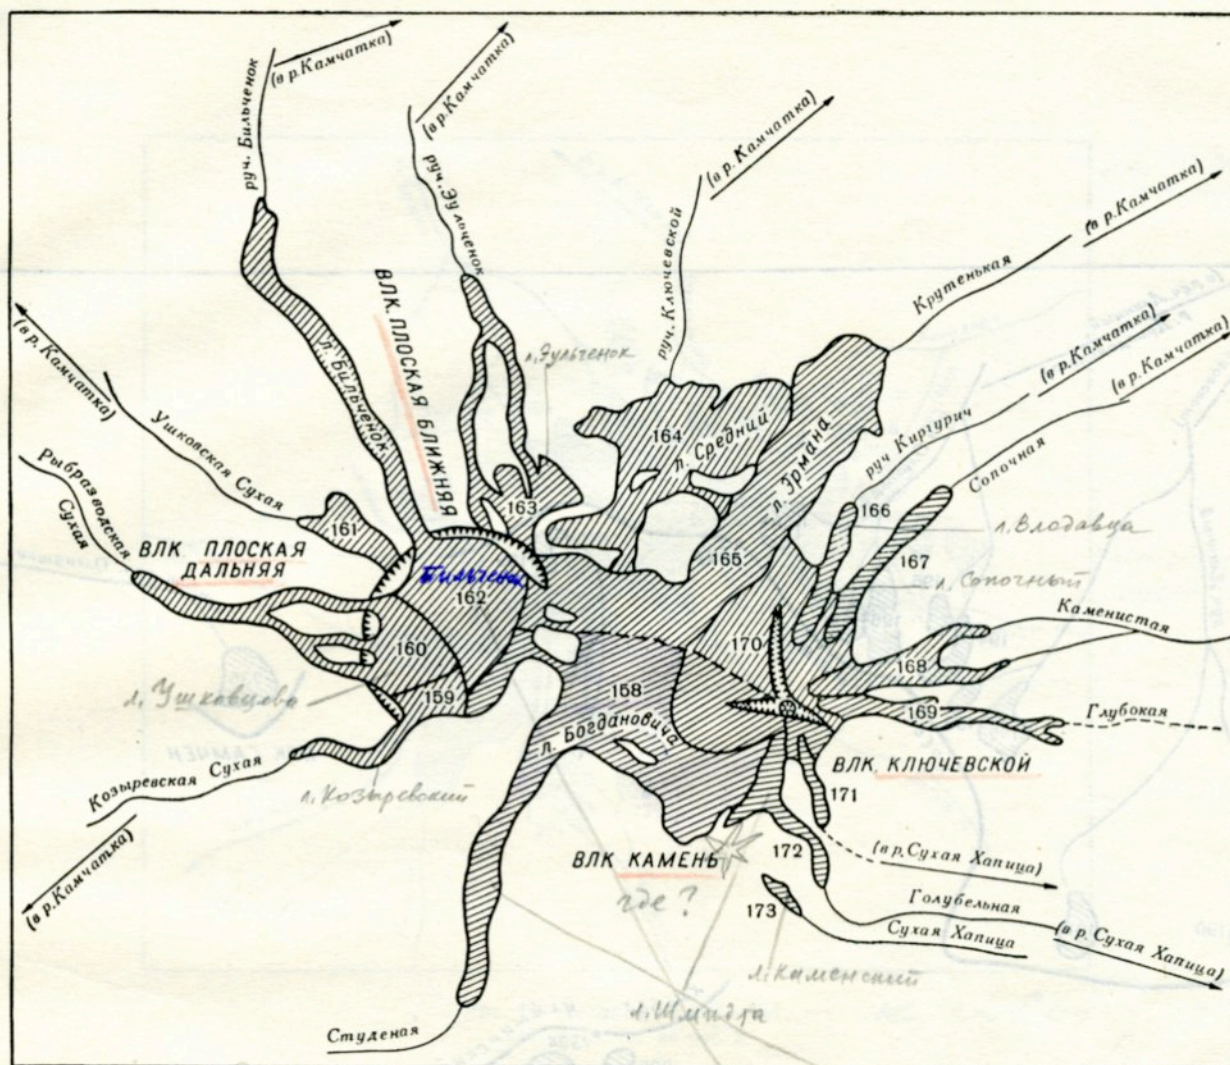 (в р. Камчатка)
(в р. Камчатка)
(в р. Камчатка)
(в р. Камчатка)
руч. Бильченок
руч. Эульченок
руч. Ключевской
Крутенькая
(в р. Камчатка)
(в р. Камчатка)
(в р. Камчатка)
ВЛК. ПЛОСКАЯ БЛИЖНЯЯ
л. Бильченок
л. Эульченок
Ушковская Сухая
Рыбразводская
Сухая
164
л. Средний
л. Эрмана
руч Киргурич
Сопочная
163
161
166
л. Влодавца
ВЛК. ПЛОСКАЯ
ДАЛЬНЯЯ
165
167
162
л. Сопочный
Каменистая
160
170
168
159
158
л. Ушковцева
л. Богдановича
169
Глубокая
Козыревская Сухая
л. Козыревский
ВЛК. КЛЮЧЕВСКОЙ
171
(в р. Камчатка)
ВЛК КАМЕНЬ
где?
172
(в р. Сухая Хапица)
173
Голубельная
Сухая Хапица
(в р. Сухая Хапица)
л. Каменский
л. Шмидта
Студеная